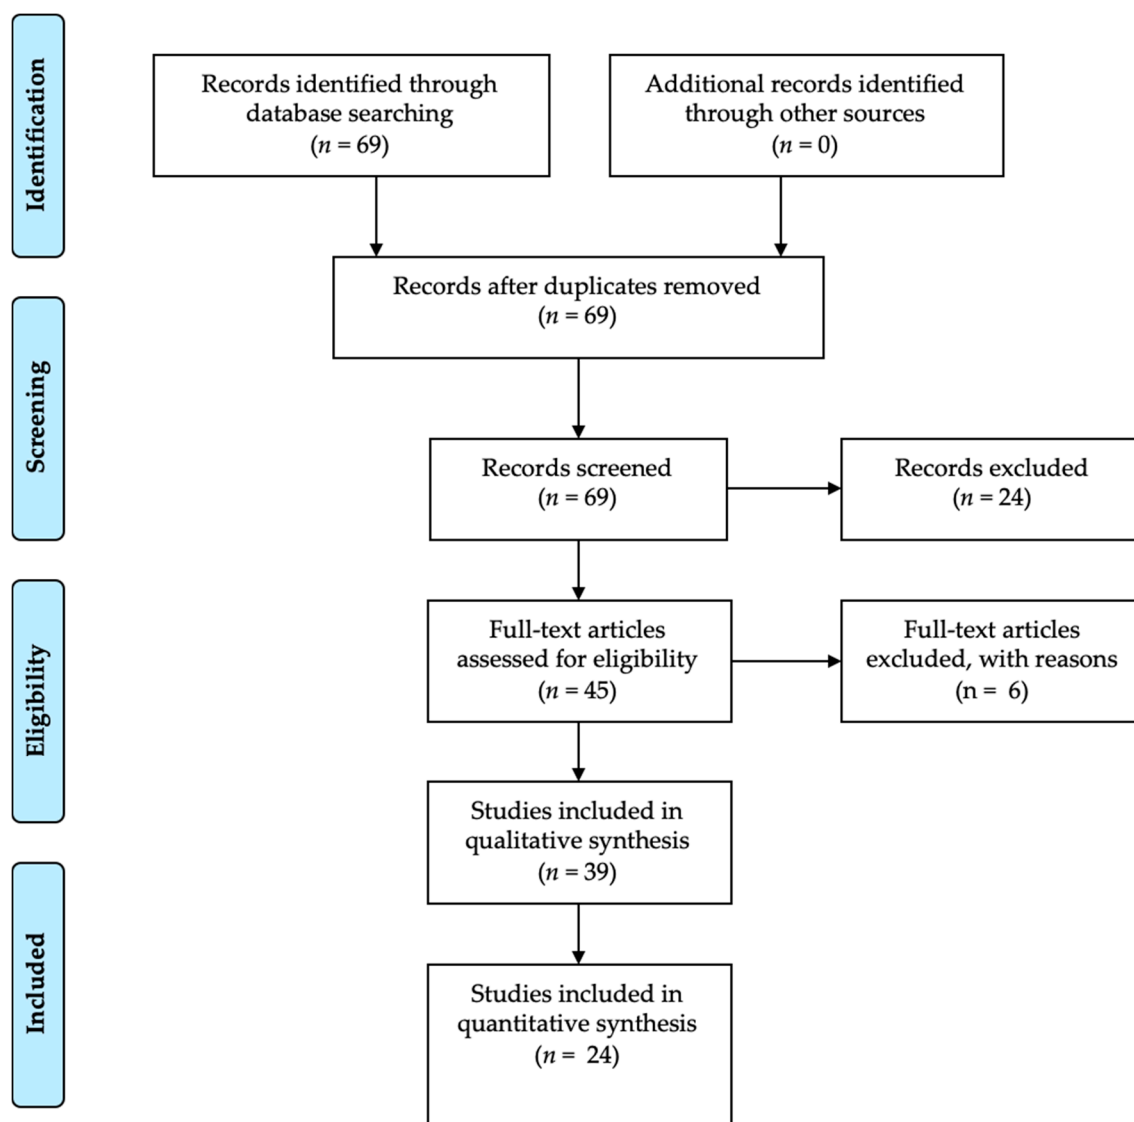 Identification
Records identified through
database searching
(n = 69)
Additional records identified
through other sources
(n = 0)
Records after duplicates removed
(n = 69)
Screening
Records screened
(n = 69)
Records excluded
(n = 24)
Eligibility
Full-text articles
assessed for eligibility
(n = 45)
Full-text articles
excluded, with reasons
(n =  6)
Studies included in
qualitative synthesis
(n = 39)
Included
Studies included in
quantitative synthesis
(n =  24)